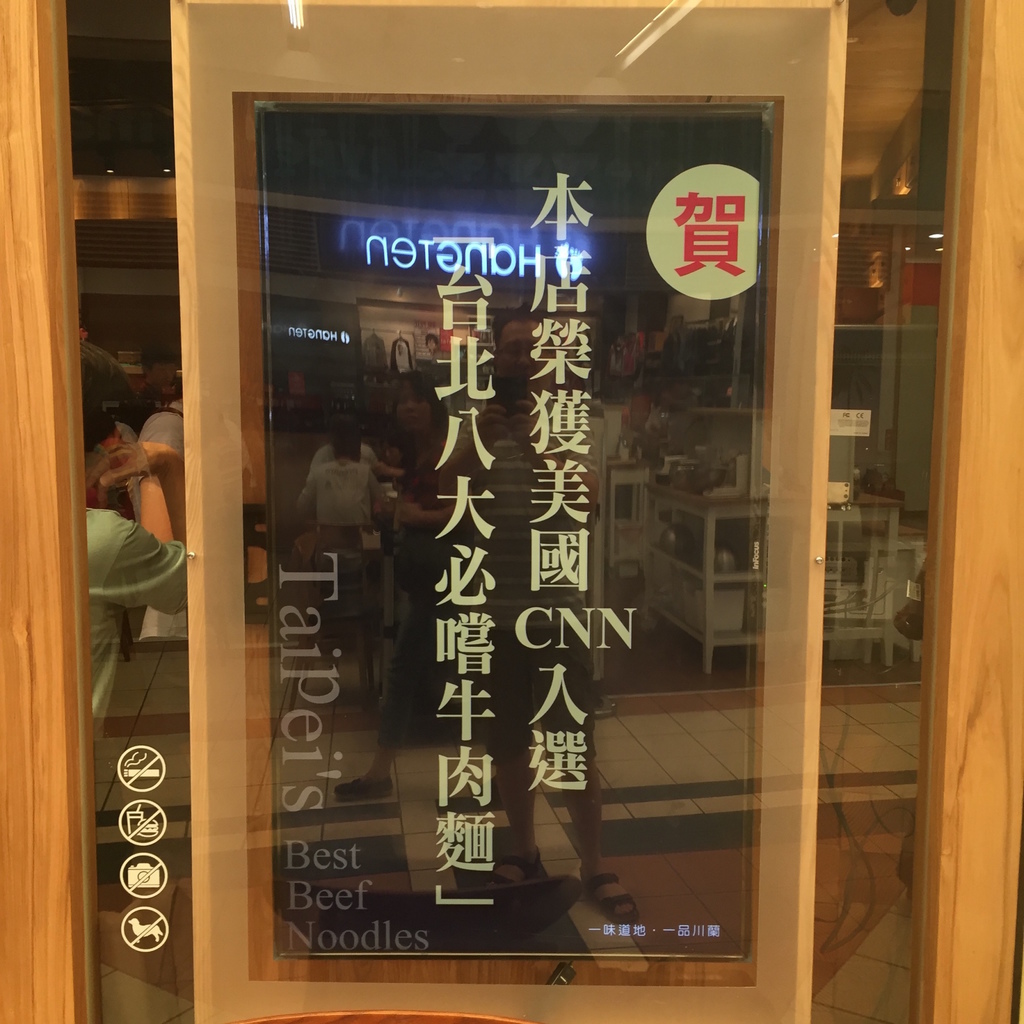 賀
本店榮獲美國CNN入選
「台北八大必嚐牛肉麵」
Taipei's
Best
Beef
Noodles
一味道地・一品川蘭
HANGTEN
HANGTEN
InFocus